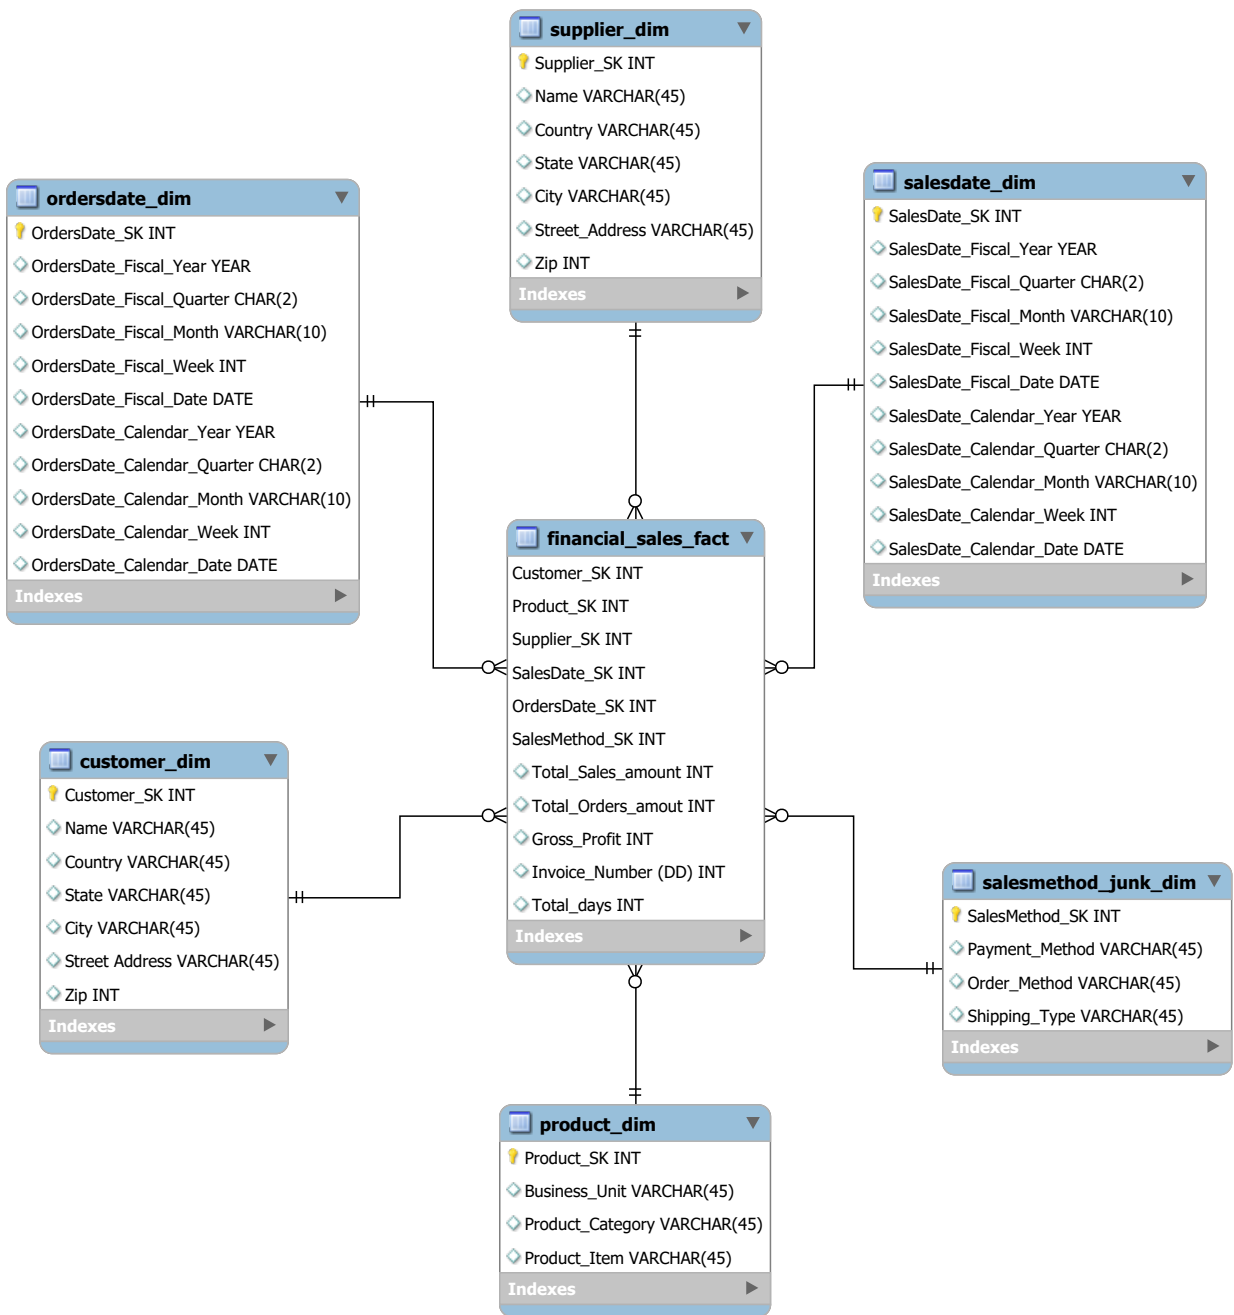 supplier_dim
Supplier_SK INT
Name VARCHAR(45)
Country VARCHAR(45)
State VARCHAR(45)
City VARCHAR(45)
Street_Address VARCHAR(45)
Zip INT
Indexes
ordersdate_dim
OrdersDate_SK INT
OrdersDate_Fiscal_Year YEAR
OrdersDate_Fiscal_Quarter CHAR(2)
OrdersDate_Fiscal_Month VARCHAR(10)
OrdersDate_Fiscal_Week INT
OrdersDate_Fiscal_Date DATE
OrdersDate_Calendar_Year YEAR
OrdersDate_Calendar_Quarter CHAR(2)
OrdersDate_Calendar_Month VARCHAR(10)
OrdersDate_Calendar_Week INT
OrdersDate_Calendar_Date DATE
Indexes
salesdate_dim
SalesDate_SK INT
SalesDate_Fiscal_Year YEAR
SalesDate_Fiscal_Quarter CHAR(2)
SalesDate_Fiscal_Month VARCHAR(10)
SalesDate_Fiscal_Week INT
SalesDate_Fiscal_Date DATE
SalesDate_Calendar_Year YEAR
SalesDate_Calendar_Quarter CHAR(2)
SalesDate_Calendar_Month VARCHAR(10)
SalesDate_Calendar_Week INT
SalesDate_Calendar_Date DATE
Indexes
financial_sales_fact
Customer_SK INT
Product_SK INT
Supplier_SK INT
SalesDate_SK INT
OrdersDate_SK INT
SalesMethod_SK INT
Total_Sales_amount INT
Total_Orders_amout INT
Gross_Profit INT
Invoice_Number (DD) INT
Total_days INT
Indexes
customer_dim
Customer_SK INT
Name VARCHAR(45)
Country VARCHAR(45)
State VARCHAR(45)
City VARCHAR(45)
Street Address VARCHAR(45)
Zip INT
Indexes
salesmethod_junk_dim
SalesMethod_SK INT
Payment_Method VARCHAR(45)
Order_Method VARCHAR(45)
Shipping_Type VARCHAR(45)
Indexes
product_dim
Product_SK INT
Business_Unit VARCHAR(45)
Product_Category VARCHAR(45)
Product_Item VARCHAR(45)
Indexes